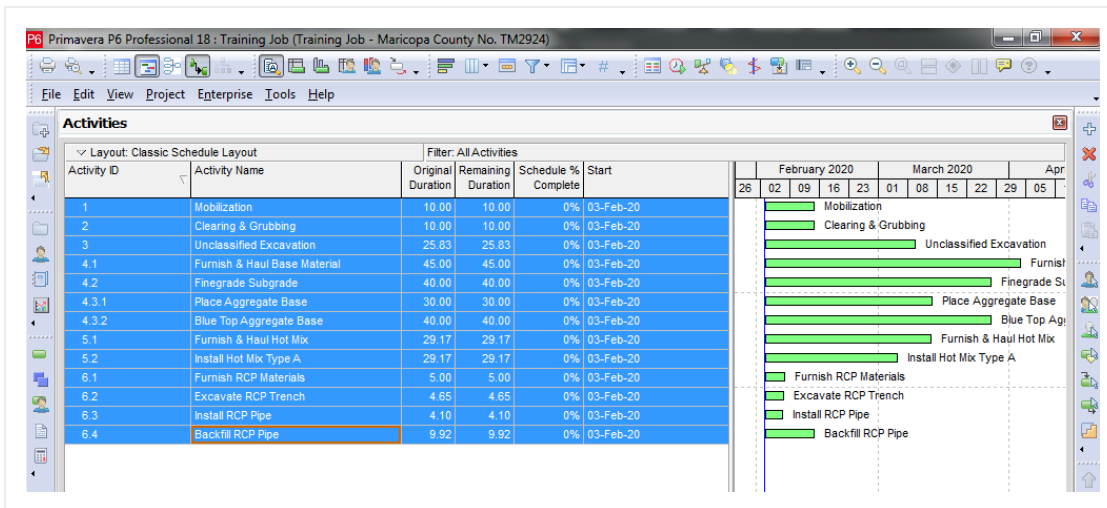 P6 Primavera P6 Professional 18 : Training Job (Training Job - Maricopa County No. TM2924)
File Edit View Project Enterprise Tools Help
Activities
Layout: Classic Schedule Layout Filter: All Activities
Activity ID Activity Name Original Duration Remaining Duration Schedule % Complete Start
February 2020 March 2020 Apr
26 02 09 16 23 01 08 15 22 29 05
1 Mobilization 10.00 10.00 0% 03-Feb-20 Mobilization
2 Clearing & Grubbing 10.00 10.00 0% 03-Feb-20 Clearing & Grubbing
3 Unclassified Excavation 25.83 25.83 0% 03-Feb-20 Unclassified Excavation
4.1 Furnish & Haul Base Material 45.00 45.00 0% 03-Feb-20 Furnish
4.2 Finegrade Subgrade 40.00 40.00 0% 03-Feb-20 Finegrade Su
4.3.1 Place Aggregate Base 30.00 30.00 0% 03-Feb-20 Place Aggregate Base
4.3.2 Blue Top Aggregate Base 40.00 40.00 0% 03-Feb-20 Blue Top Agg
5.1 Furnish & Haul Hot Mix 29.17 29.17 0% 03-Feb-20 Furnish & Haul Hot Mix
5.2 Install Hot Mix Type A 29.17 29.17 0% 03-Feb-20 Install Hot Mix Type A
6.1 Furnish RCP Materials 5.00 5.00 0% 03-Feb-20 Furnish RCP Materials
6.2 Excavate RCP Trench 4.65 4.65 0% 03-Feb-20 Excavate RCP Trench
6.3 Install RCP Pipe 4.10 4.10 0% 03-Feb-20 Install RCP Pipe
6.4 Backfill RCP Pipe 9.92 9.92 0% 03-Feb-20 Backfill RCP Pipe